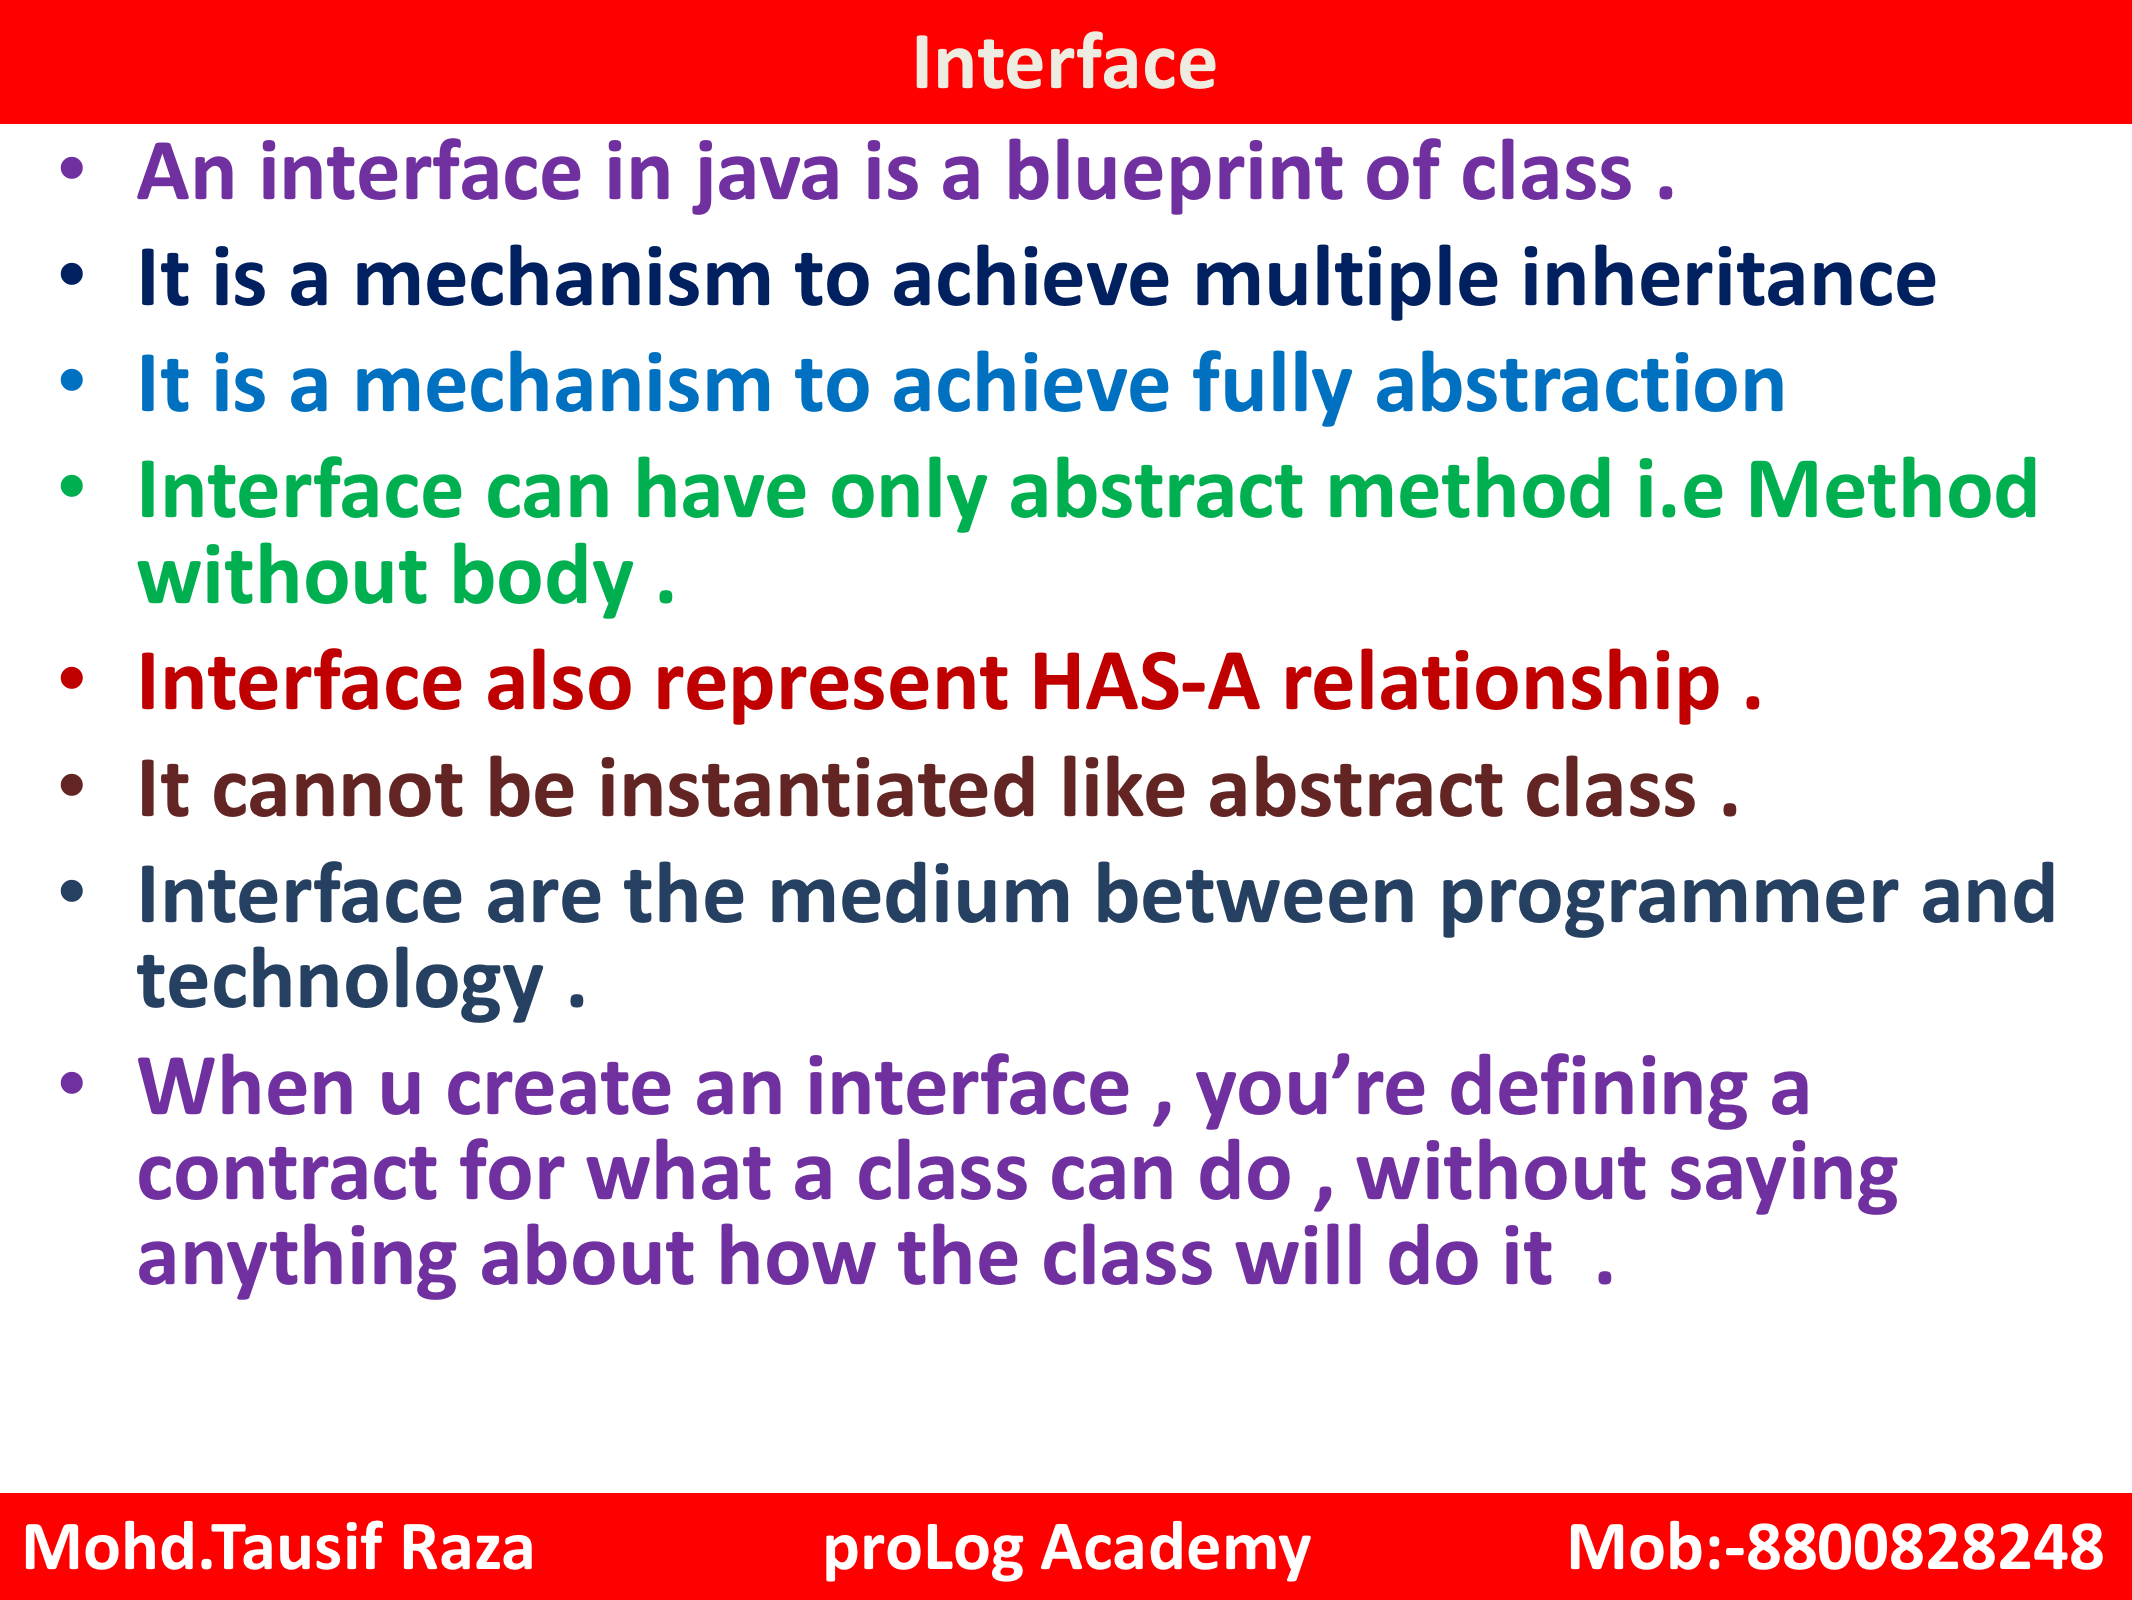 Interface
• An interface in java is a blueprint of class .
• It is a mechanism to achieve multiple inheritance
• It is a mechanism to achieve fully abstraction
• Interface can have only abstract method i.e Method
without body .
• Interface also represent HAS-A relationship .
• It cannot be instantiated like abstract class .
• Interface are the medium between programmer and
technology .
• When u create an interface , you’re defining a
contract for what a class can do , without saying
anything about how the class will do it  .
Mohd.Tausif Raza proLog Academy Mob:-8800828248